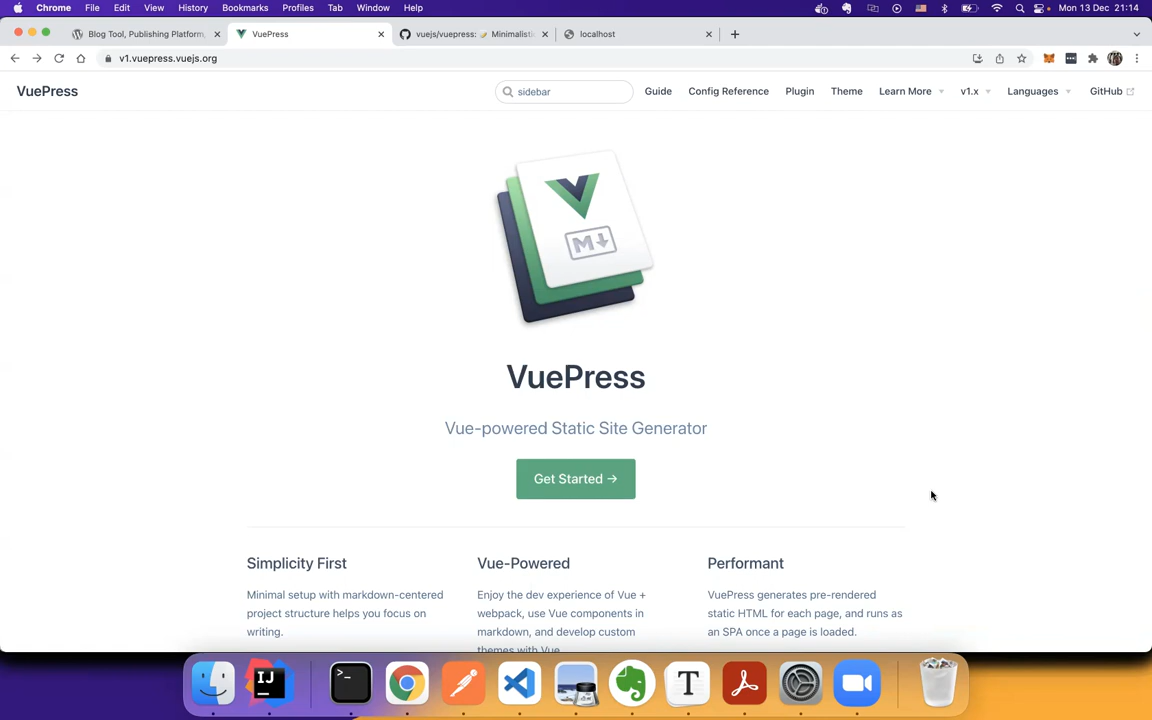 Chrome File Edit View History Bookmarks Profiles Tab Window Help Mon 13 Dec 21:14
Blog Tool, Publishing Platform, VuePress vuejs/vuepress: Minimalistic localhost
v1.vuepress.vuejs.org
VuePress sidebar Guide Config Reference Plugin Theme Learn More v1.x Languages GitHub
M
VuePress
Vue-powered Static Site Generator
Get Started →
Simplicity First
Minimal setup with markdown-centered
project structure helps you focus on
writing.
Vue-Powered
Enjoy the dev experience of Vue +
webpack, use Vue components in
markdown, and develop custom
themes with Vue.
Performant
VuePress generates pre-rendered
static HTML for each page, and runs as
an SPA once a page is loaded.
IJ
>_
T